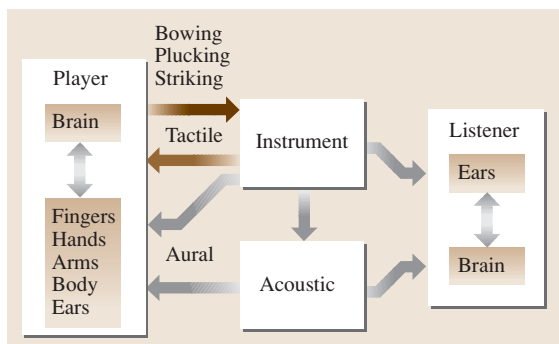 Bowing
Plucking
Striking
Player
Brain
Tactile
Fingers
Hands
Arms
Body
Ears
Aural
Instrument
Acoustic
Listener
Ears
Brain